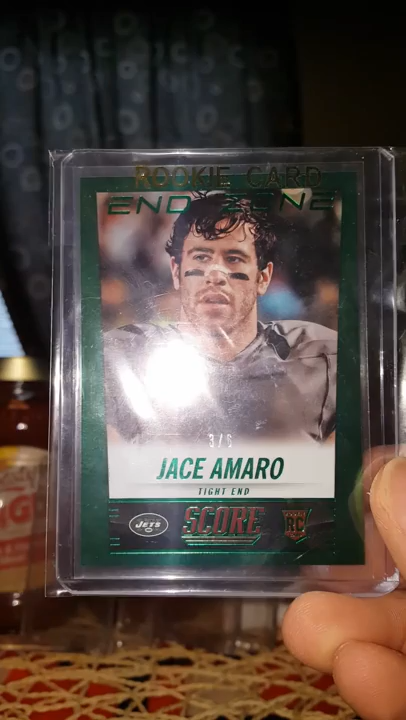 ROOKIE CARD
END ZONE
3/6
JACE AMARO
TIGHT END
JETS
SCORE
RC